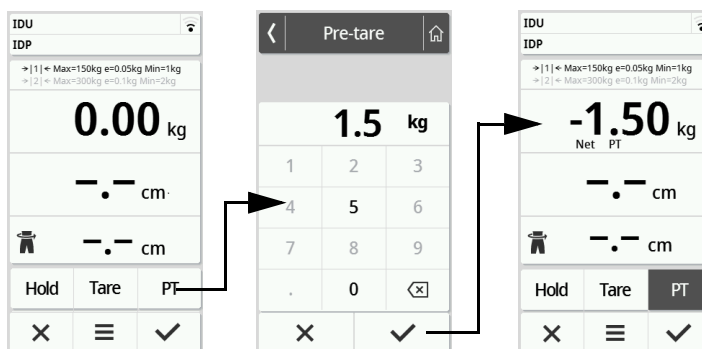 IDU
IDP
→|1|← Max=150kg e=0.05kg Min=1kg
→|2|← Max=300kg e=0.1kg Min=2kg
0.00 kg
–.– cm
–.– cm
Hold Tare PT
Pre-tare
1.5 kg
1 2 3
4 5 6
7 8 9
. 0
IDU
IDP
→|1|← Max=150kg e=0.05kg Min=1kg
→|2|← Max=300kg e=0.1kg Min=2kg
-1.50 kg
Net PT
–.– cm
–.– cm
Hold Tare PT